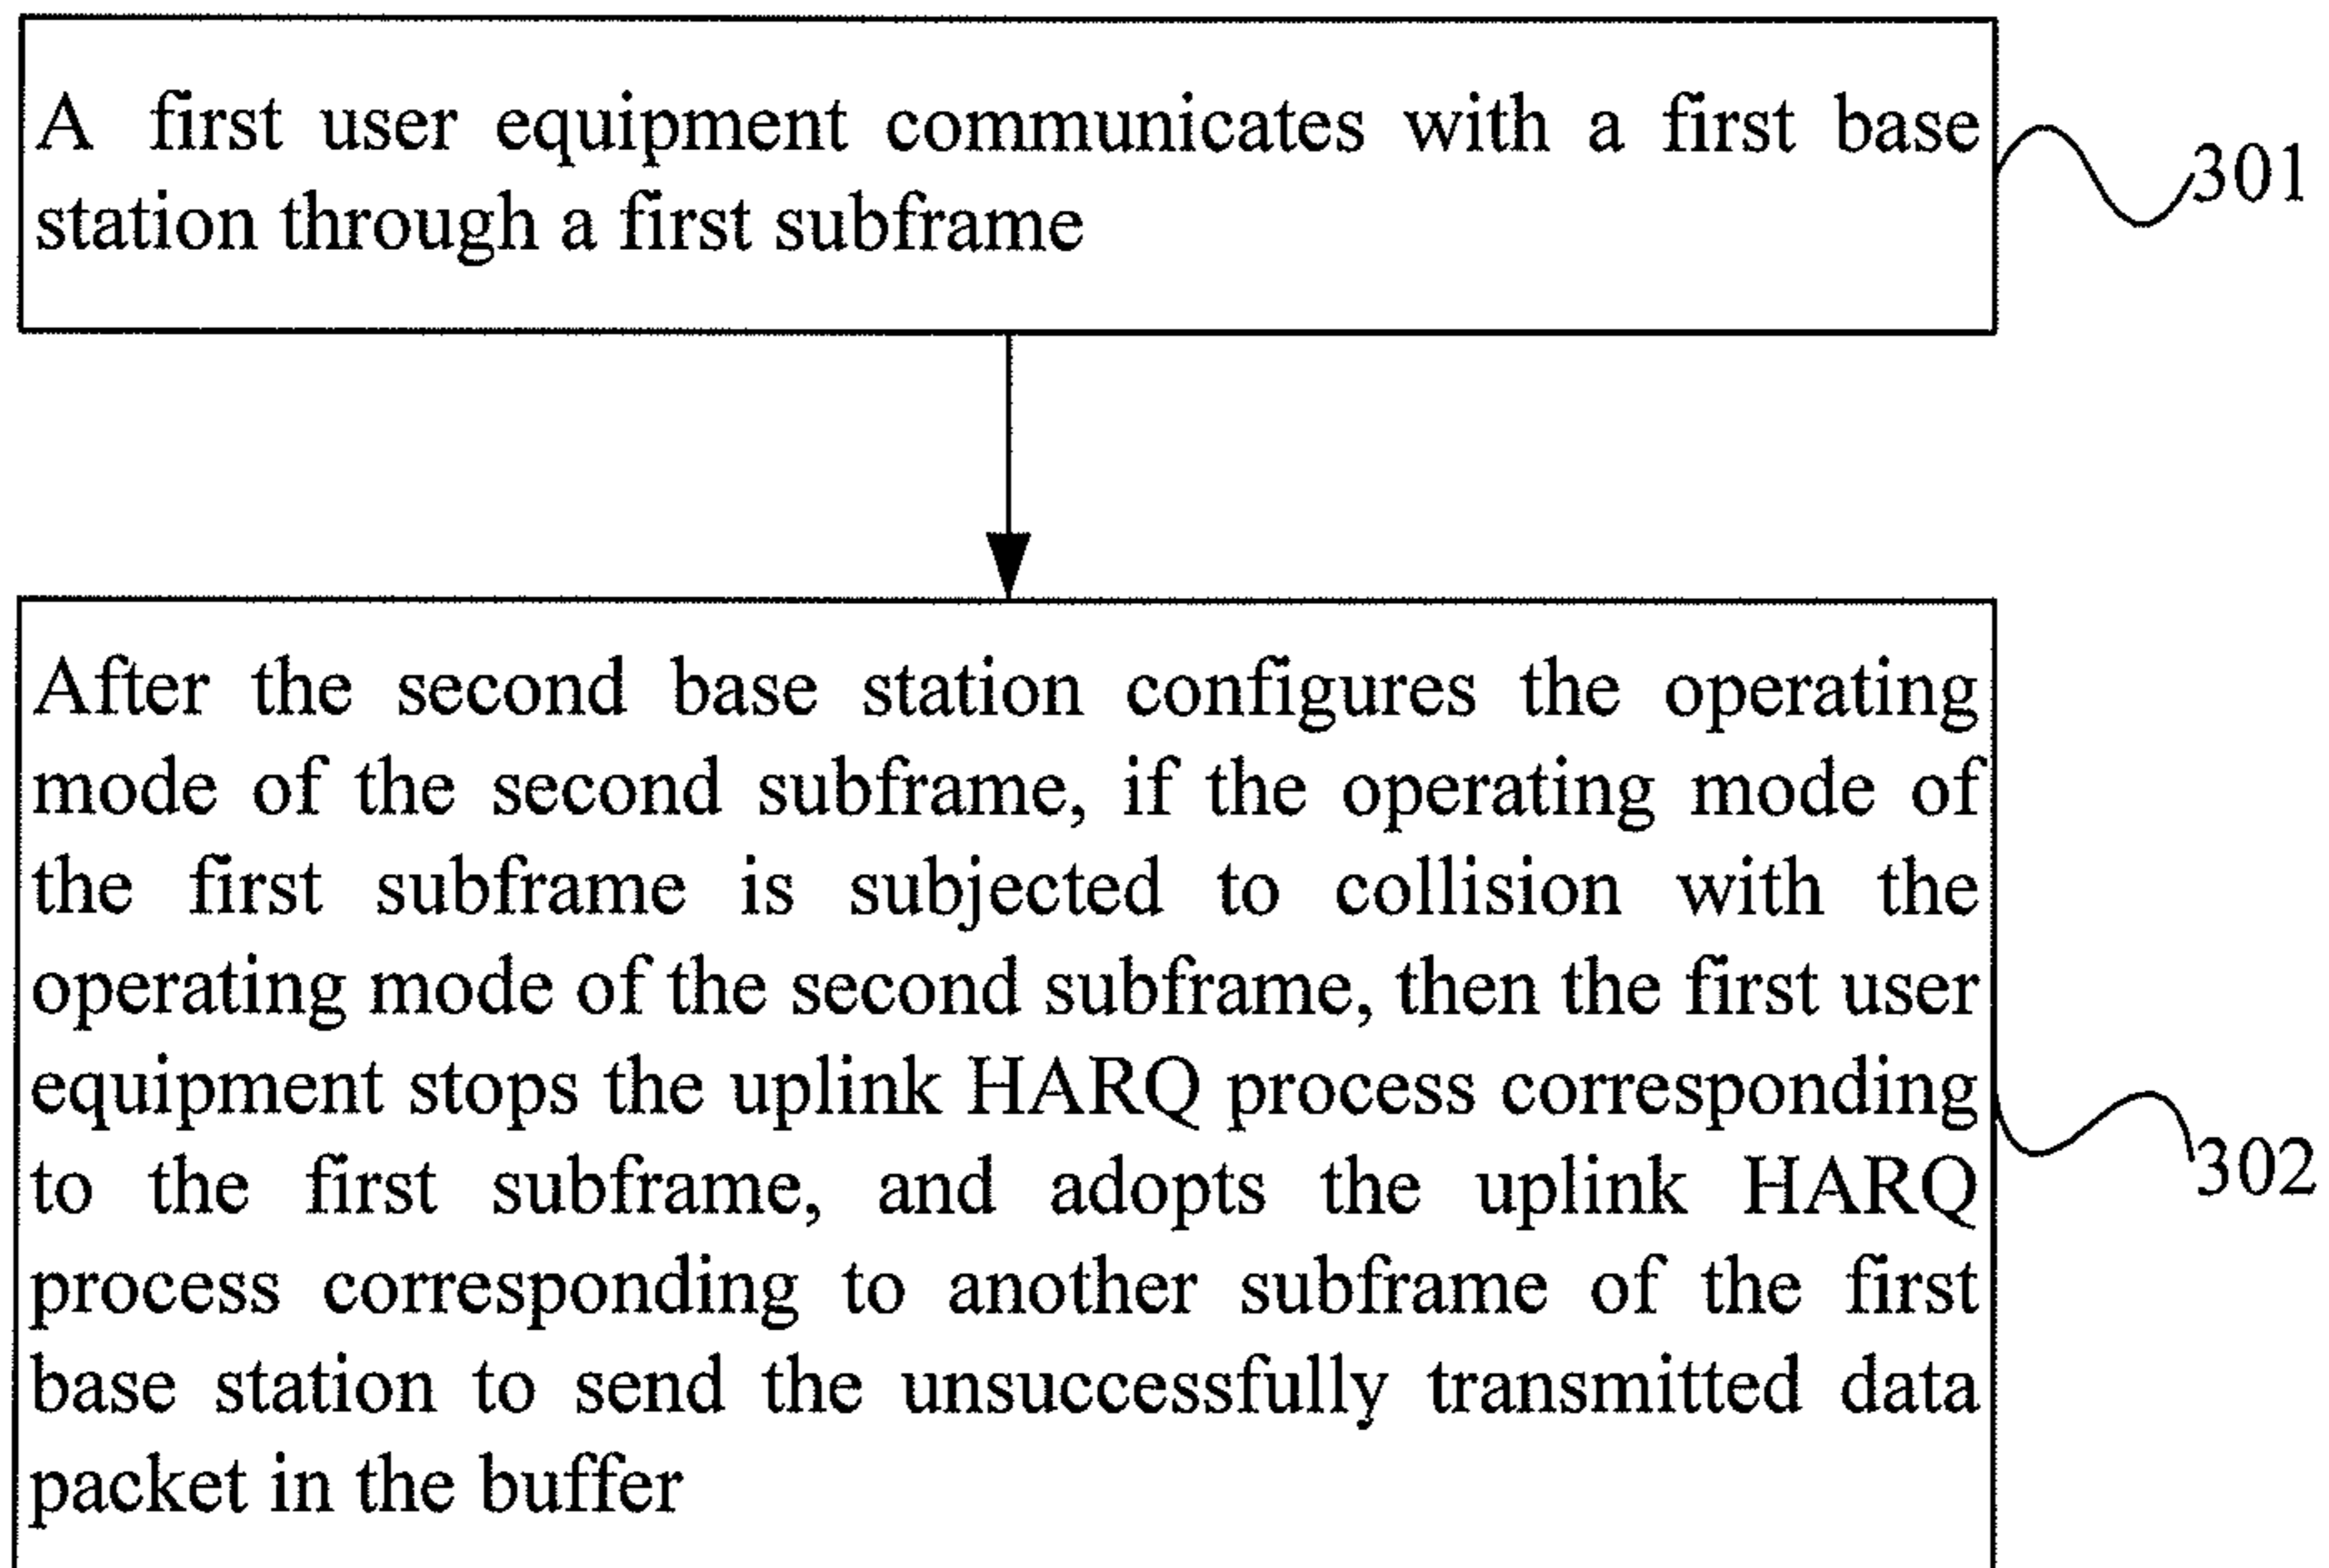 A first user equipment communicates with a first base
station through a first subframe
301
After the second base station configures the operating
mode of the second subframe, if the operating mode of
the first subframe is subjected to collision with the
operating mode of the second subframe, then the first user
equipment stops the uplink HARQ process corresponding
to the first subframe, and adopts the uplink HARQ
process corresponding to another subframe of the first
base station to send the unsuccessfully transmitted data
packet in the buffer
302